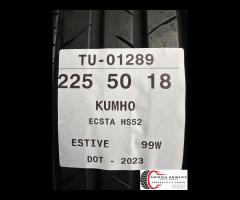 TU-01289
225 50 18
KUMHO
ECSTA HS52
ESTIVE 99W
DOT - 2023